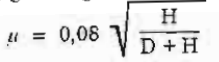 μ = 0,08 √(H / (D + H))